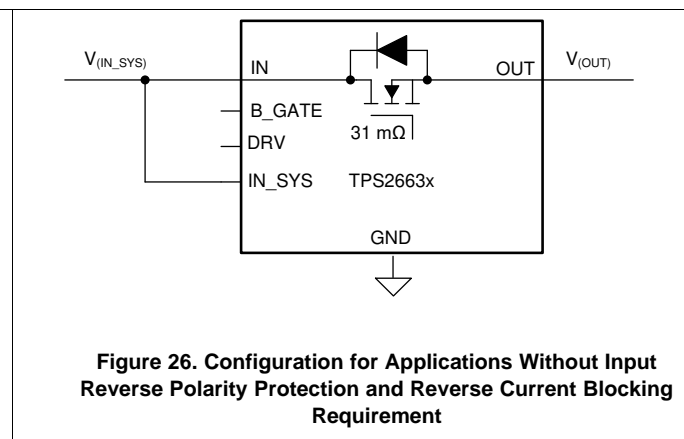 V(IN_SYS)
IN
OUT
V(OUT)
B_GATE
31 mΩ
DRV
IN_SYS
TPS2663x
GND
Figure 26. Configuration for Applications Without Input
Reverse Polarity Protection and Reverse Current Blocking
Requirement